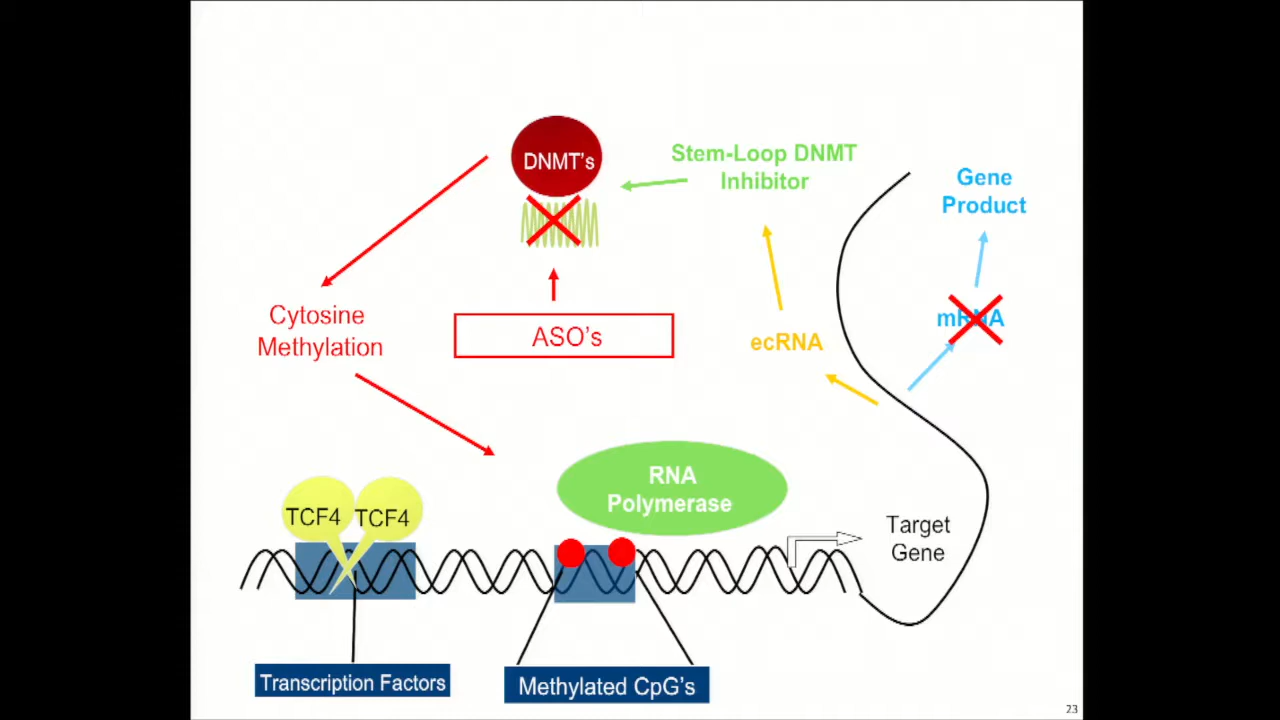 DNMT's
Stem-Loop DNMT
Inhibitor
Gene
Product
Cytosine
Methylation
ASO's
ecRNA
mRNA
RNA
Polymerase
TCF4
TCF4
Target
Gene
Transcription Factors
Methylated CpG's
23